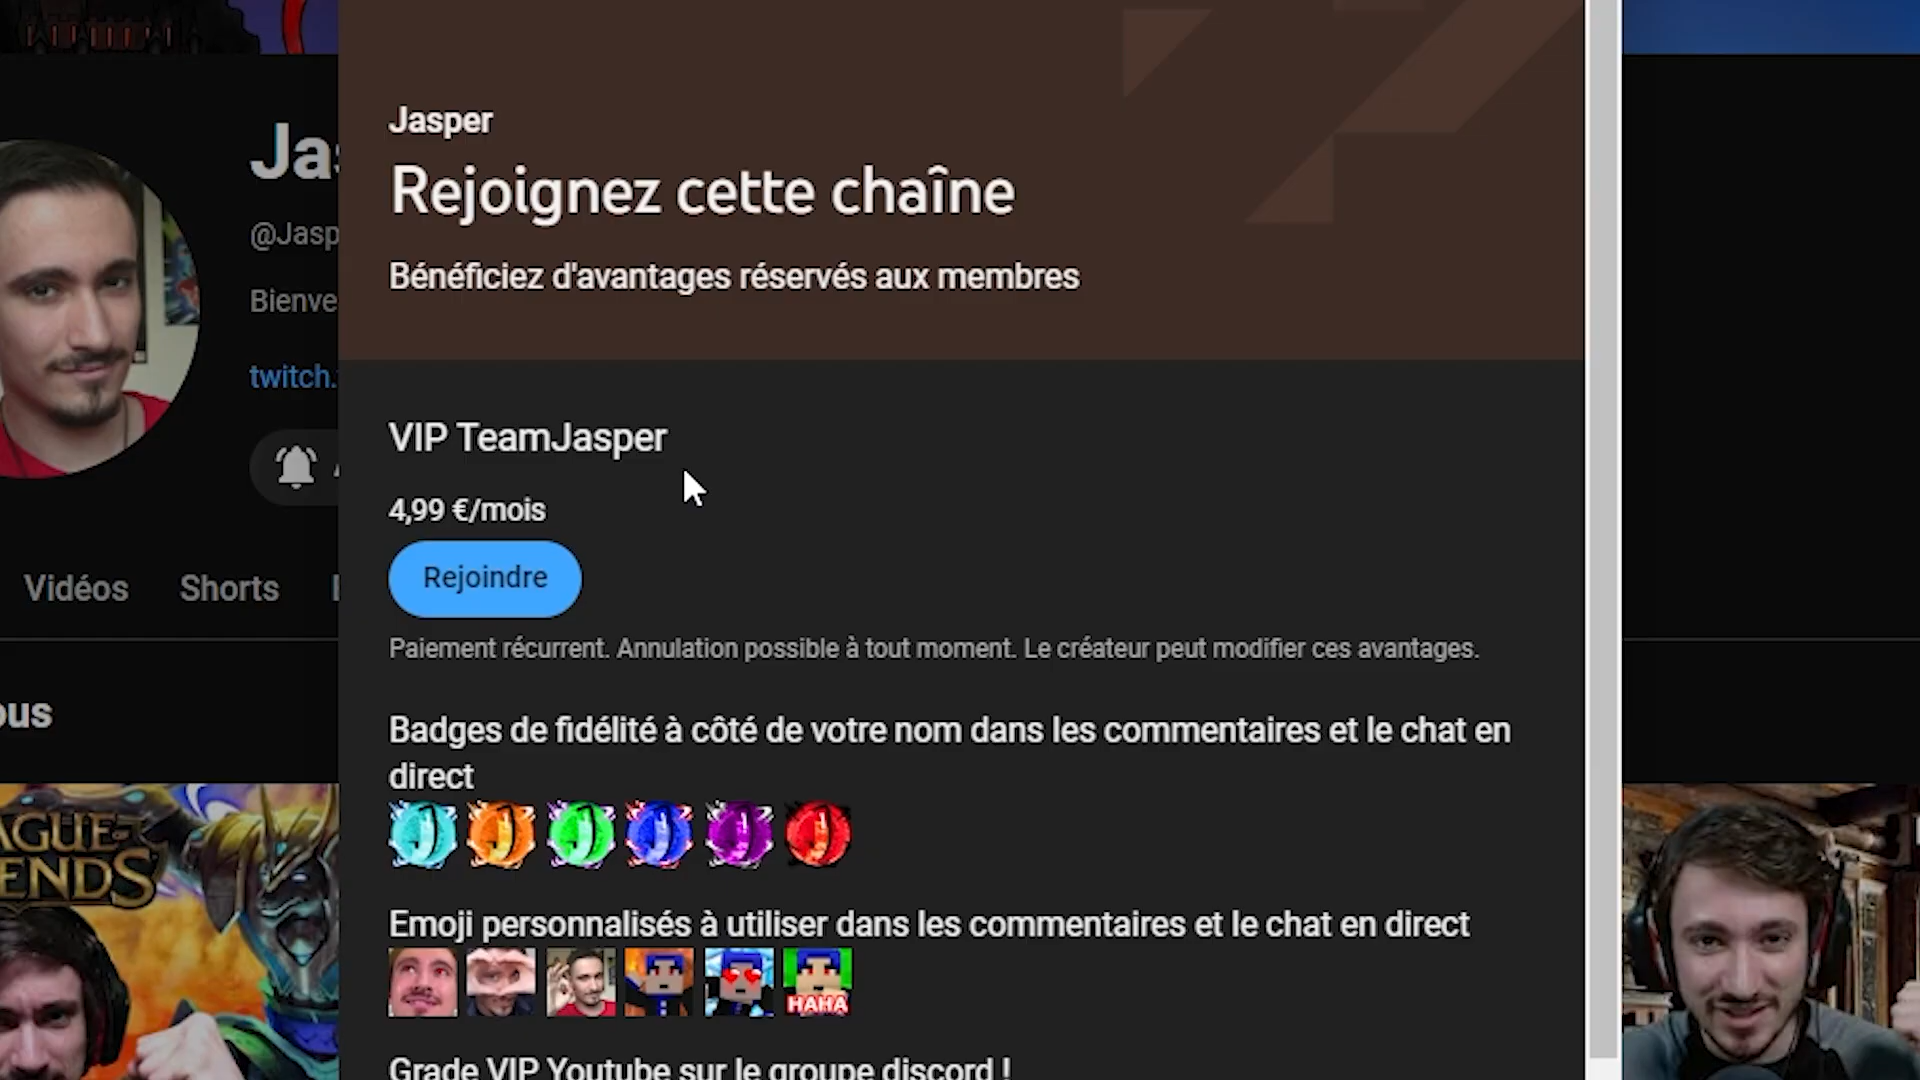 Jasper
Rejoignez cette chaîne
Bénéficiez d'avantages réservés aux membres
@Jasp
Bienve
twitch.
VIP TeamJasper
4,99 €/mois
Rejoindre
Vidéos Shorts
Paiement récurrent. Annulation possible à tout moment. Le créateur peut modifier ces avantages.
Badges de fidélité à côté de votre nom dans les commentaires et le chat en
direct
Emoji personnalisés à utiliser dans les commentaires et le chat en direct
HAHA
Grade VIP Youtube sur le groupe discord !